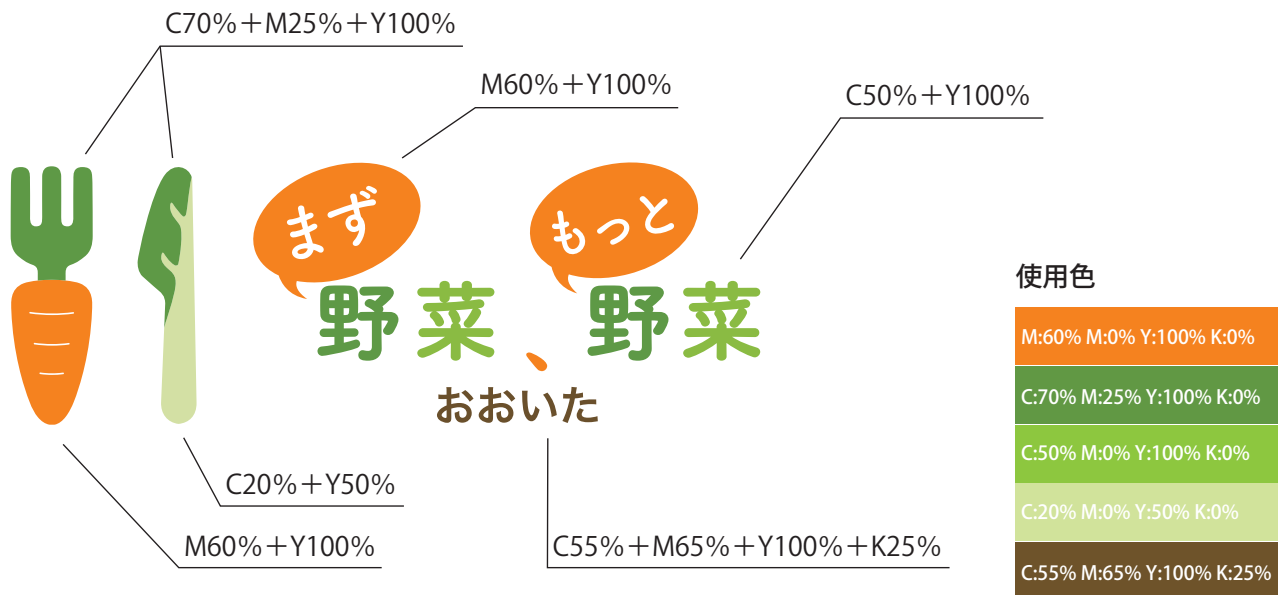 C70%＋M25%＋Y100%
M60%＋Y100%
C50%＋Y100%
まず
もっと
野菜、野菜
おおいた
C20%＋Y50%
M60%＋Y100%
C55%＋M65%＋Y100%＋K25%
使用色
M:60% M:0% Y:100% K:0%
C:70% M:25% Y:100% K:0%
C:50% M:0% Y:100% K:0%
C:20% M:0% Y:50% K:0%
C:55% M:65% Y:100% K:25%